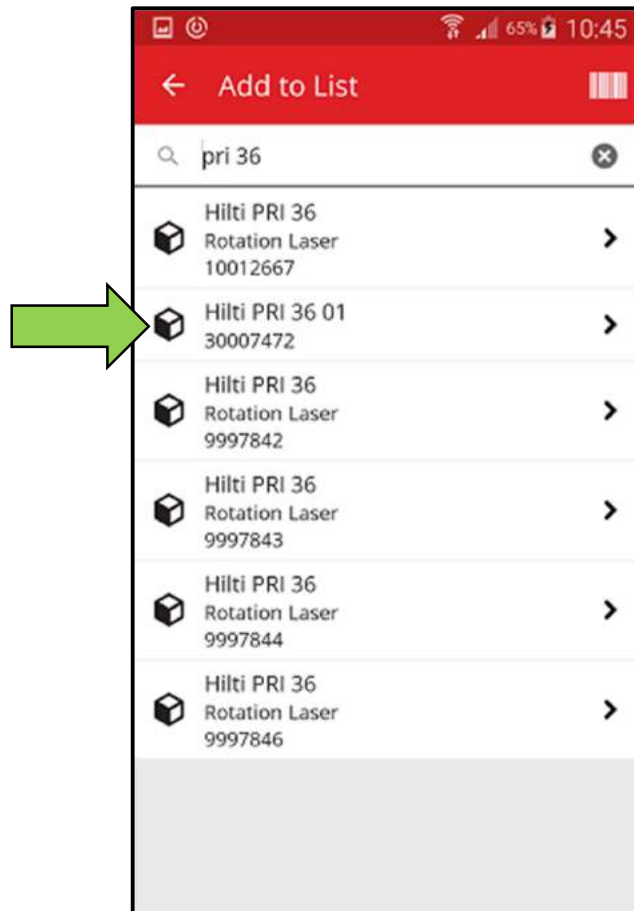 65% 10:45
Add to List
pri 36
Hilti PRI 36
Rotation Laser
10012667
Hilti PRI 36 01
30007472
Hilti PRI 36
Rotation Laser
9997842
Hilti PRI 36
Rotation Laser
9997843
Hilti PRI 36
Rotation Laser
9997844
Hilti PRI 36
Rotation Laser
9997846